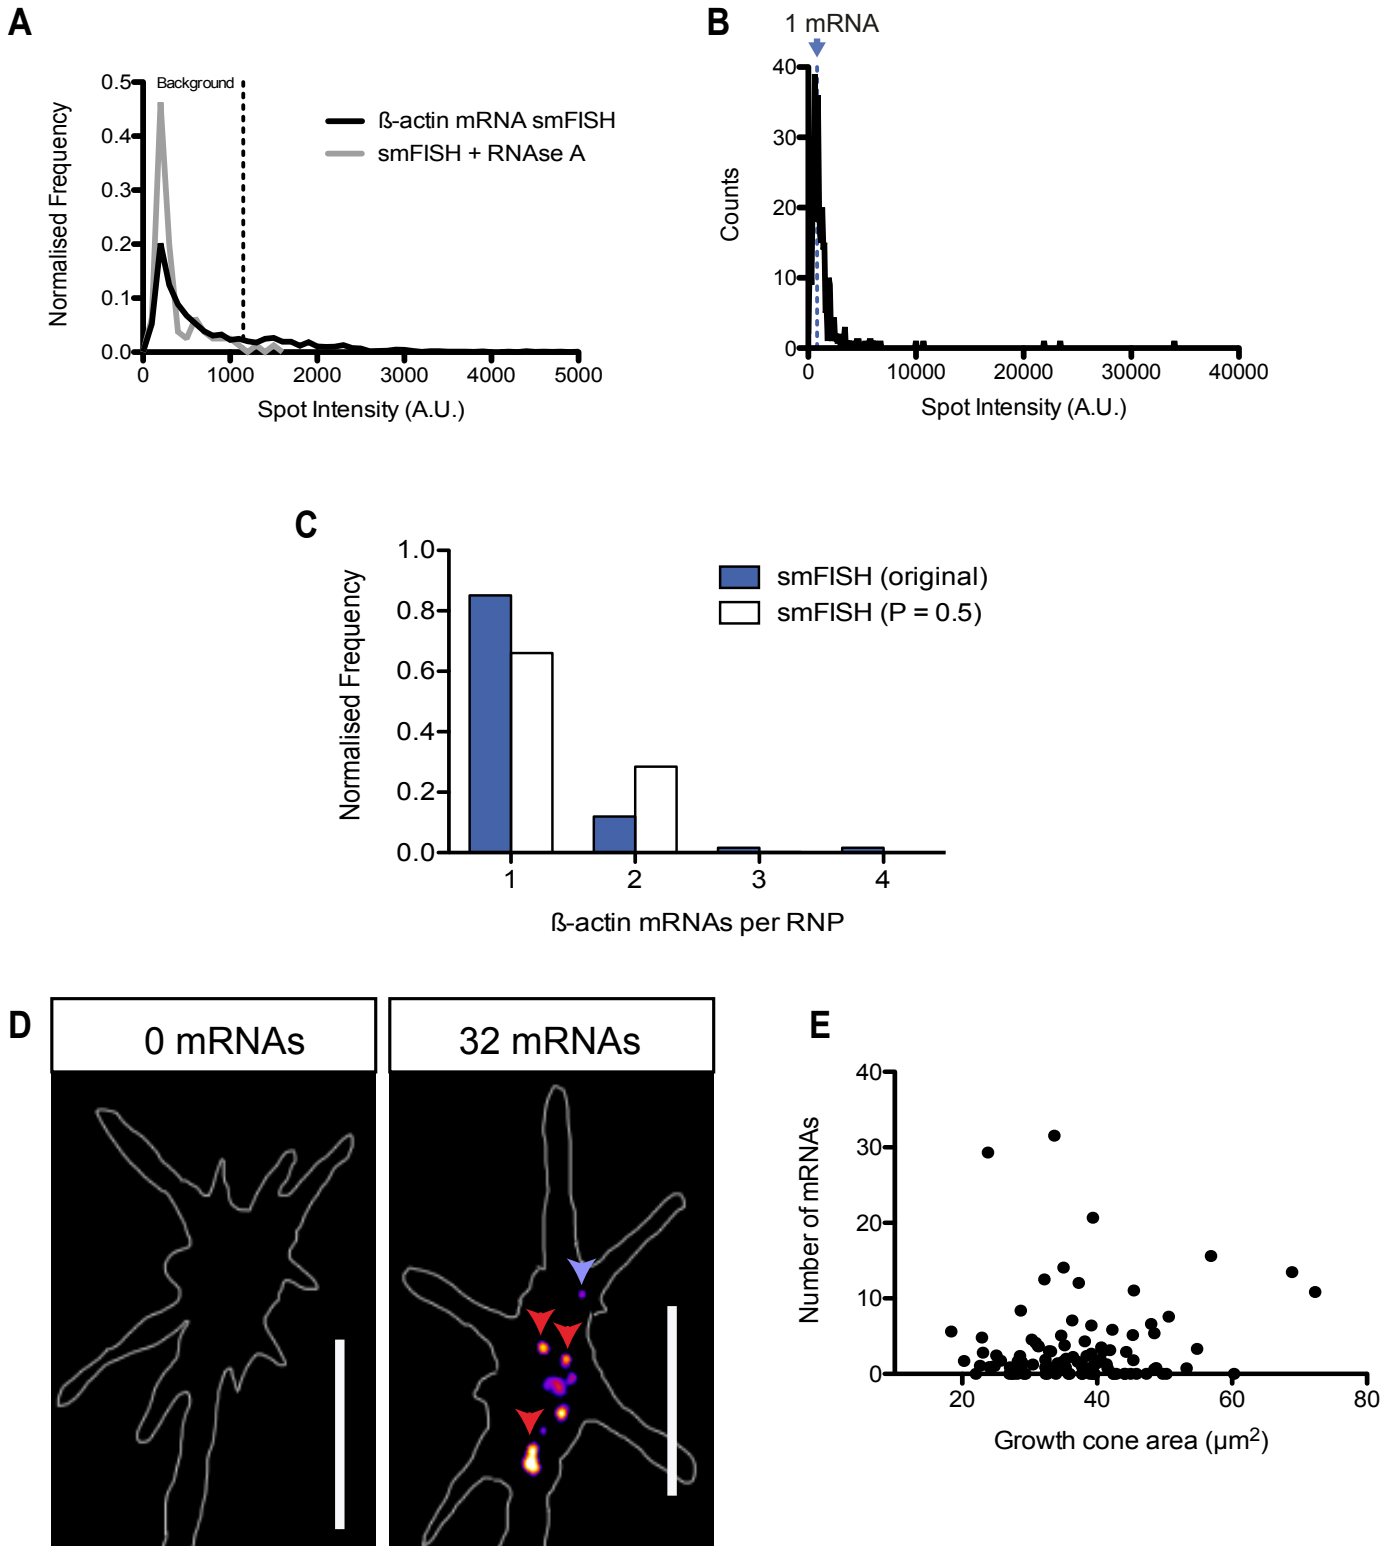 A
0.5
0.4
0.3
0.2
0.1
0.0
Normalised Frequency
Background
ß-actin mRNA smFISH
smFISH + RNAse A
0 1000 2000 3000 4000 5000
Spot Intensity (A.U.)
B
1 mRNA
40
30
20
10
0
Counts
0 10000 20000 30000 40000
Spot Intensity (A.U.)
C
1.0
0.8
0.6
0.4
0.2
0.0
Normalised Frequency
smFISH (original)
smFISH (P = 0.5)
1 2 3 4
ß-actin mRNAs per RNP
D
0 mRNAs
32 mRNAs
E
40
30
20
10
0
Number of mRNAs
20 40 60 80
Growth cone area (µm²)